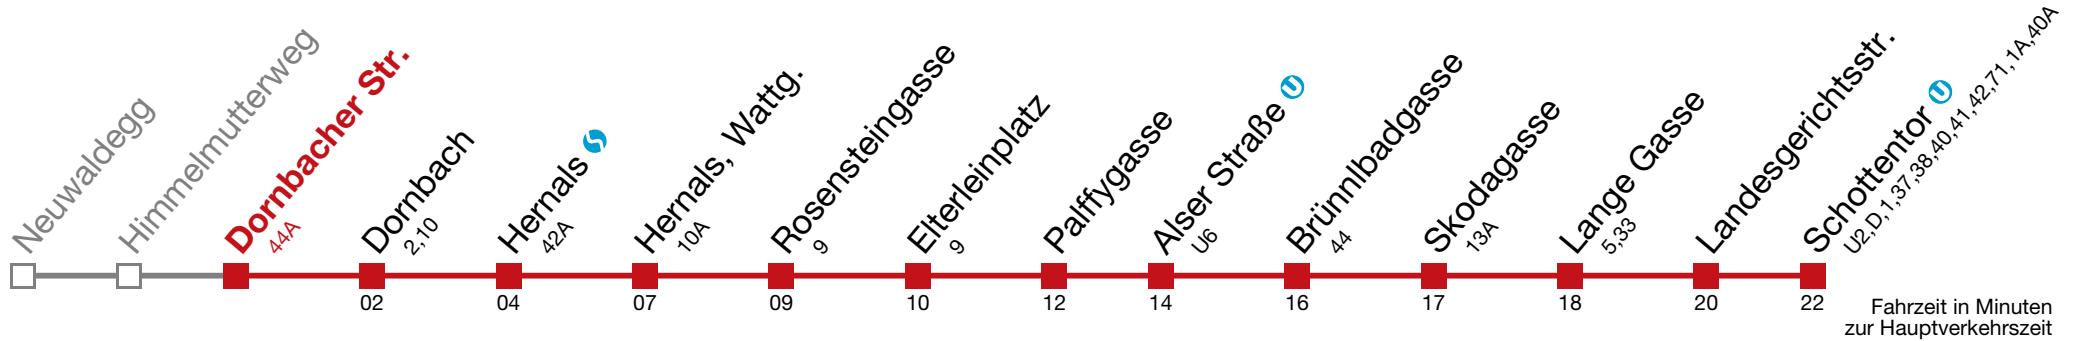 Neuwaldegg
Himmelmutterweg
Dornbacher Str.
44A
Dornbach
2,10
02
Hernals
42A
04
Hernals, Wattg.
10A
07
Rosensteingasse
9
09
Elterleinplatz
9
10
Palffygasse
12
Alser Straße U
U6
14
Brünnlbadgasse
44
16
Skodagasse
13A
17
Lange Gasse
5,33
18
Landesgerichtsstr.
20
Schottentor U
U2,D,1,37,38,40,41,42,71,1A,40A
22
Fahrzeit in Minuten
zur Hauptverkehrszeit